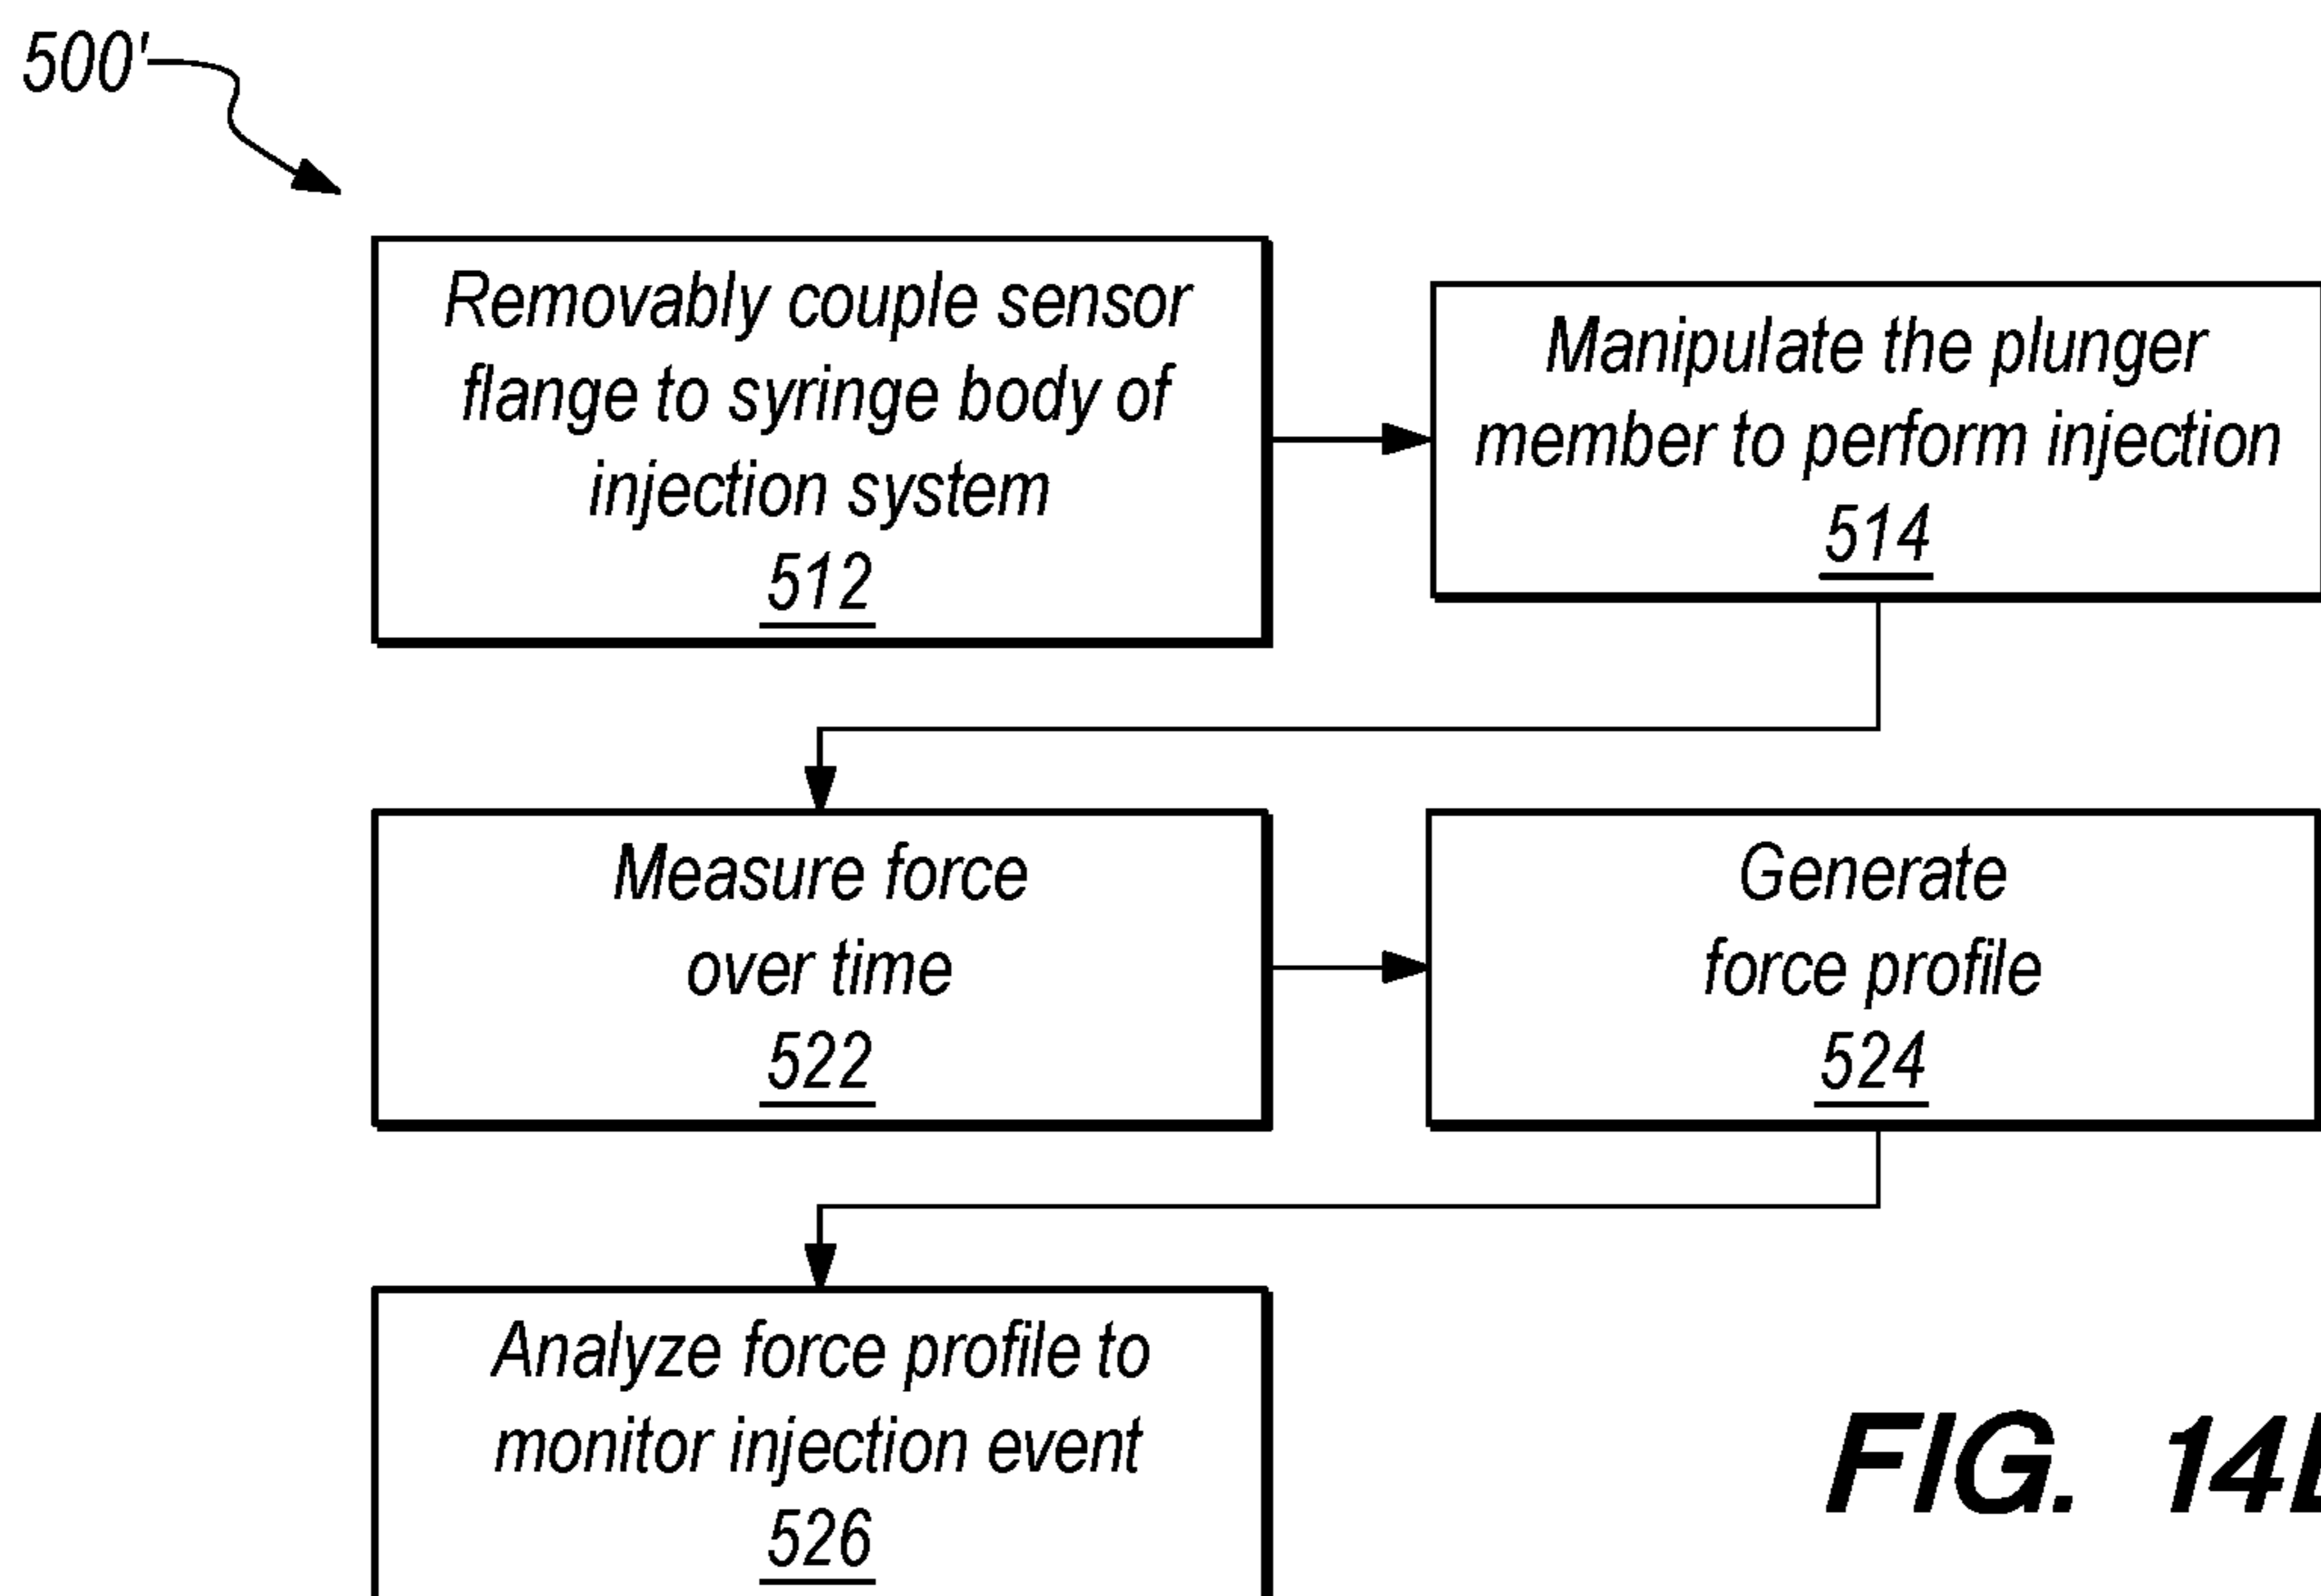 500'
Removably couple sensor
flange to syringe body of
injection system
512
Manipulate the plunger
member to perform injection
514
Measure force
over time
522
Generate
force profile
524
Analyze force profile to
monitor injection event
526
FIG.